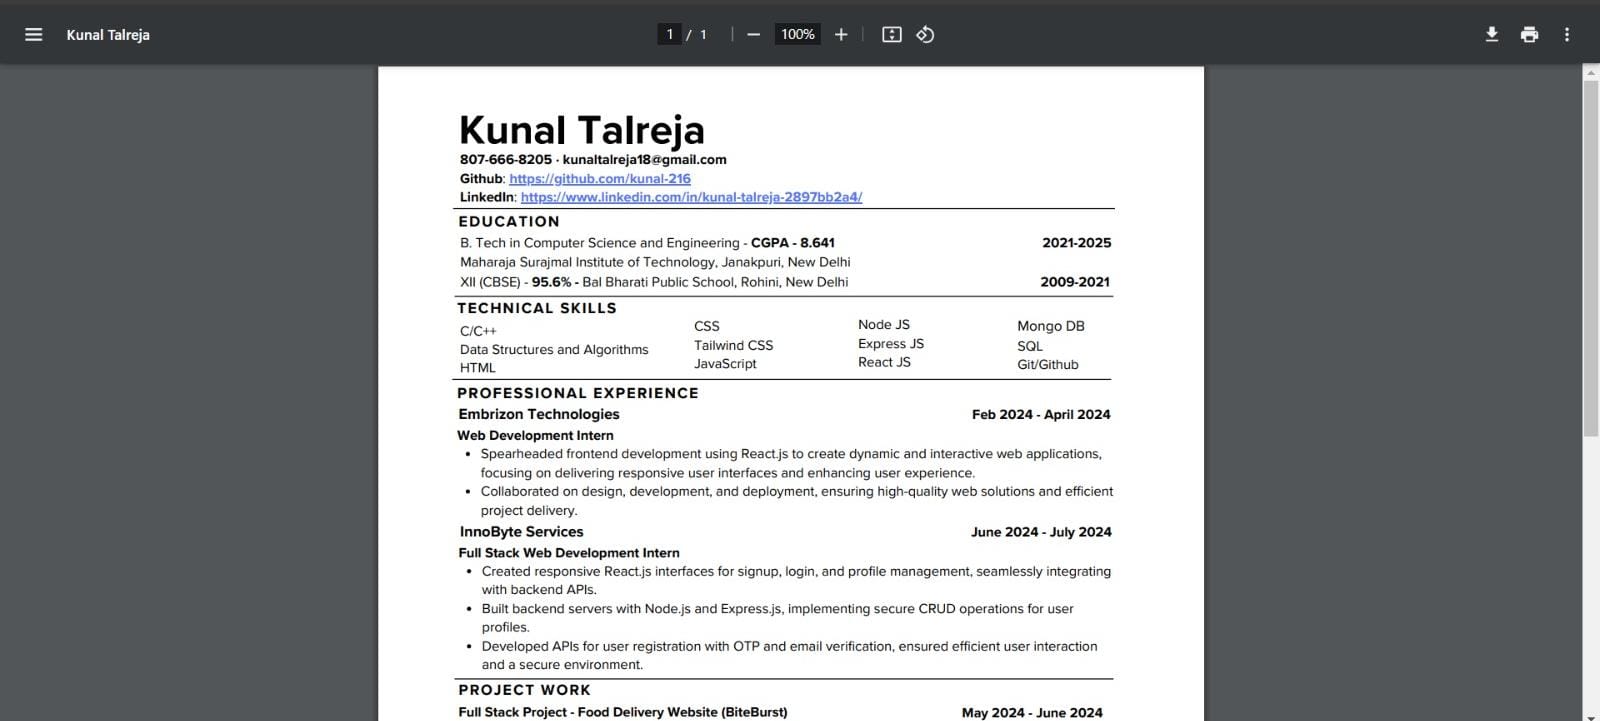 Kunal Talreja
1 / 1
100%
Kunal Talreja
807-666-8205 · kunaltalreja18@gmail.com
Github: https://github.com/kunal-216
LinkedIn: https://www.linkedin.com/in/kunal-talreja-2897bb2a4/
EDUCATION
B. Tech in Computer Science and Engineering - CGPA - 8.641 2021-2025
Maharaja Surajmal Institute of Technology, Janakpuri, New Delhi
XII (CBSE) - 95.6% - Bal Bharati Public School, Rohini, New Delhi 2009-2021
TECHNICAL SKILLS
C/C++ CSS Node JS Mongo DB
Data Structures and Algorithms Tailwind CSS Express JS SQL
HTML JavaScript React JS Git/Github
PROFESSIONAL EXPERIENCE
Embrizon Technologies Feb 2024 - April 2024
Web Development Intern
• Spearheaded frontend development using React.js to create dynamic and interactive web applications,
focusing on delivering responsive user interfaces and enhancing user experience.
• Collaborated on design, development, and deployment, ensuring high-quality web solutions and efficient
project delivery.
InnoByte Services June 2024 - July 2024
Full Stack Web Development Intern
• Created responsive React.js interfaces for signup, login, and profile management, seamlessly integrating
with backend APIs.
• Built backend servers with Node.js and Express.js, implementing secure CRUD operations for user
profiles.
• Developed APIs for user registration with OTP and email verification, ensured efficient user interaction
and a secure environment.
PROJECT WORK
Full Stack Project - Food Delivery Website (BiteBurst) May 2024 - June 2024